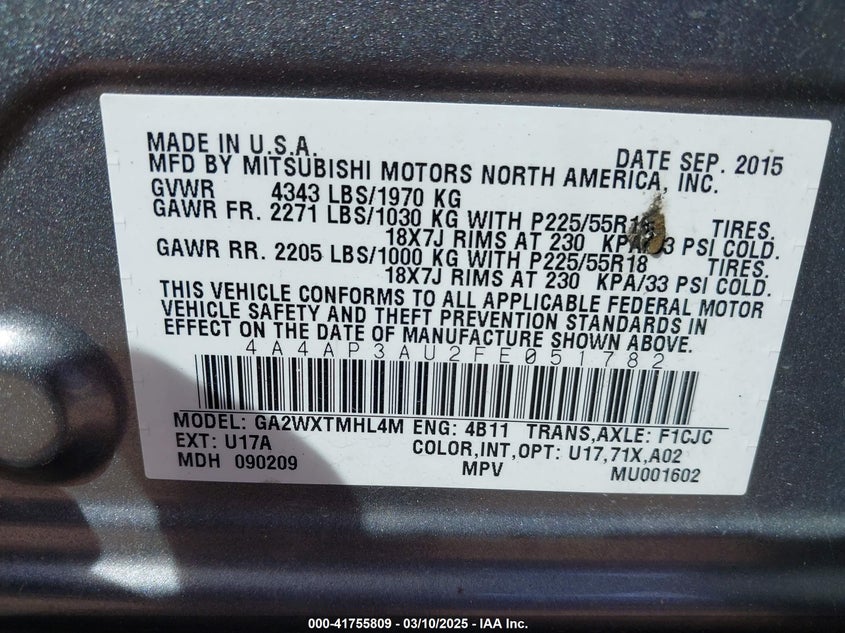 MADE IN U.S.A. DATE SEP. 2015
MFD BY MITSUBISHI MOTORS NORTH AMERICA, INC.
GVWR 4343 LBS/1970 KG
GAWR FR. 2271 LBS/1030 KG WITH P225/55R18 TIRES.
18X7J RIMS AT 230 KPA/33 PSI COLD.
GAWR RR. 2205 LBS/1000 KG WITH P225/55R18 TIRES.
18X7J RIMS AT 230 KPA/33 PSI COLD.
THIS VEHICLE CONFORMS TO ALL APPLICABLE FEDERAL MOTOR
VEHICLE SAFETY AND THEFT PREVENTION STANDARDS IN
EFFECT ON THE DATE OF MANUFACTURE SHOWN ABOVE.
4A4AP3AU2FE051782
MODEL: GA2WXTMHL4M ENG: 4B11 TRANS,AXLE: F1CJC
EXT: U17A COLOR,INT,OPT: U17,71X,A02
MDH 090209 MPV MU001602
000-41755809 - 03/10/2025 - IAA Inc.